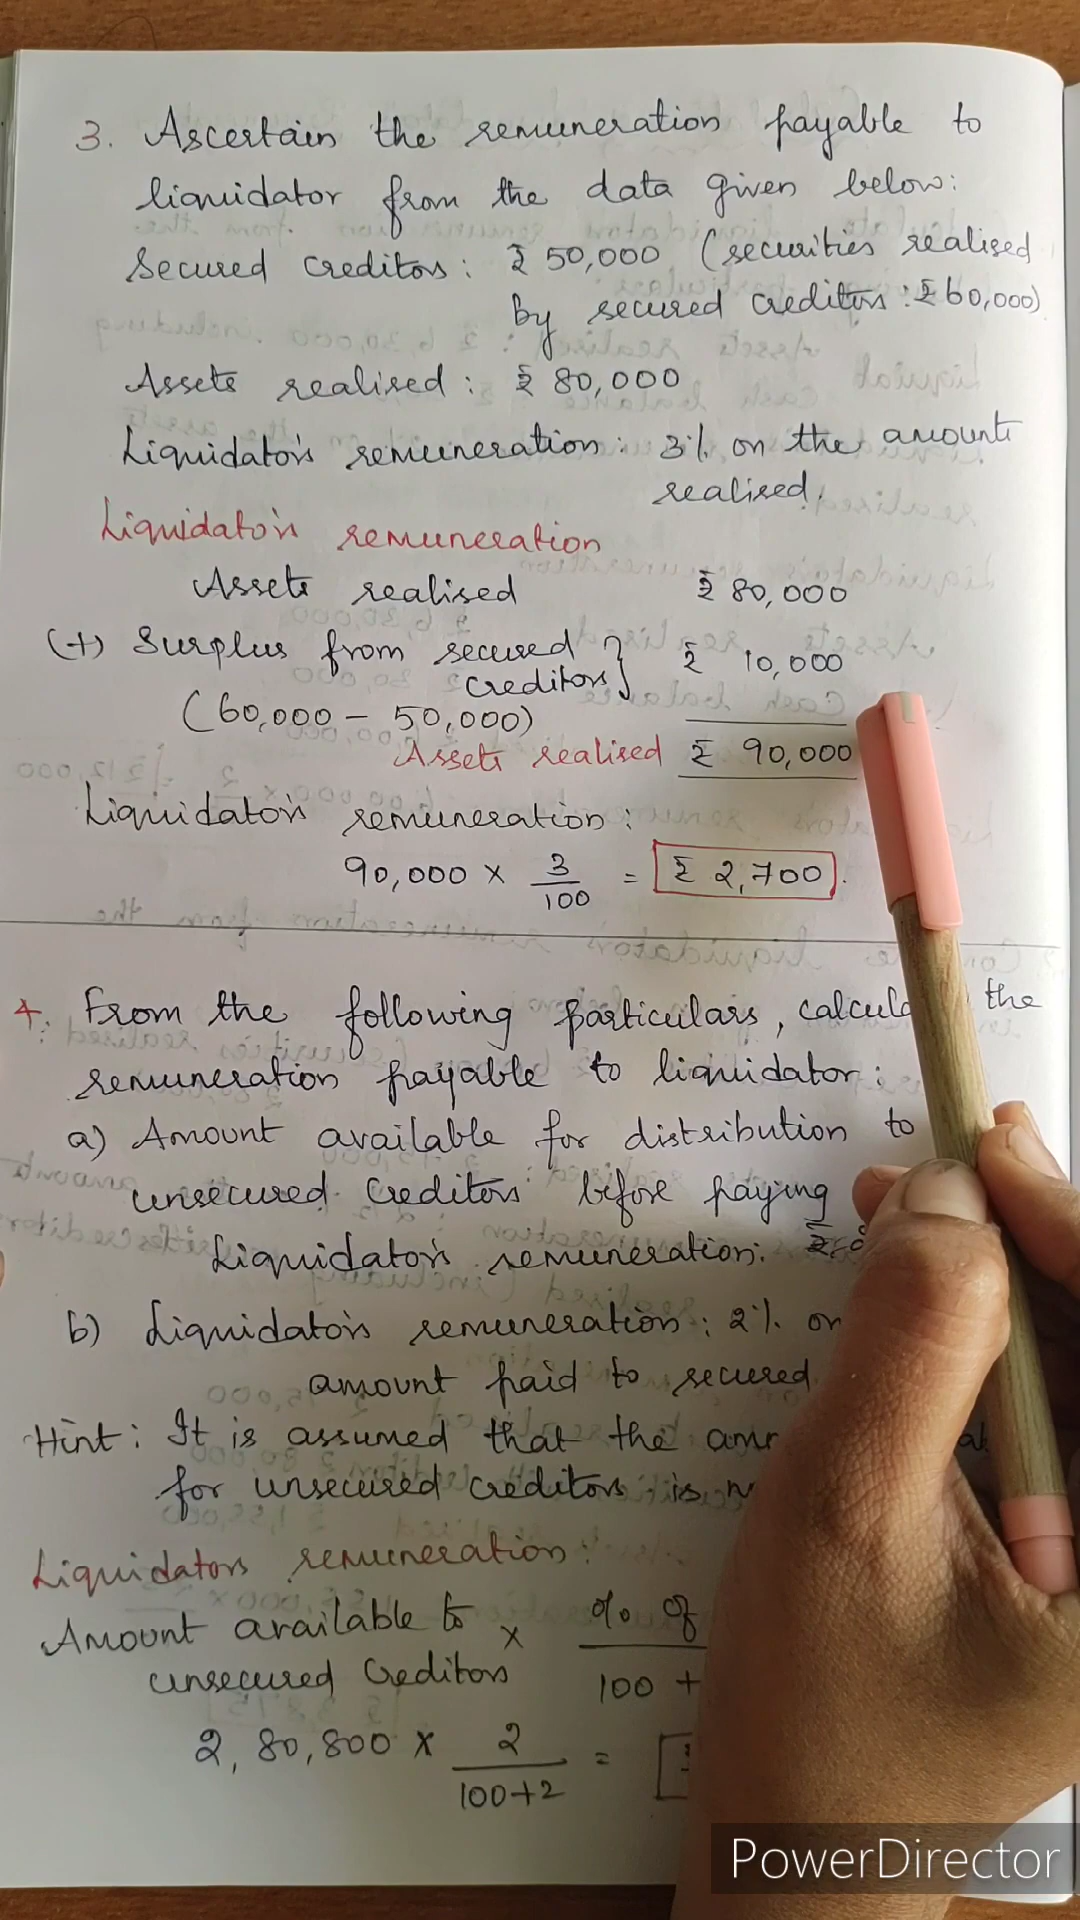 3. Ascertain the remuneration payable to
liquidator from the data given below:
Secured creditors: ₹ 50,000 (securities realised
by secured creditors: ₹ 60,000)
Assets realised: ₹ 80,000
Liquidator's remuneration: 3% on the amount
realised.
Liquidator's remuneration
Assets realised ₹ 80,000
(+) Surplus from secured creditors} ₹ 10,000
(60,000 – 50,000)
Assets realised ₹ 90,000
Liquidator's remuneration:
90,000 × 3/100 = ₹ 2,700.
4. From the following particulars, calcula the
remuneration payable to liquidator:
a) Amount available for distribution to
unsecured creditors before paying
Liquidator's remuneration: ₹
b) Liquidator's remuneration: 2% on
amount paid to secured
Hint: It is assumed that the
for unsecured creditors is
Liquidators remuneration:
Amount available to × % of
unsecured creditors 100 +
2,80,800 × 2/100+2 =
PowerDirector